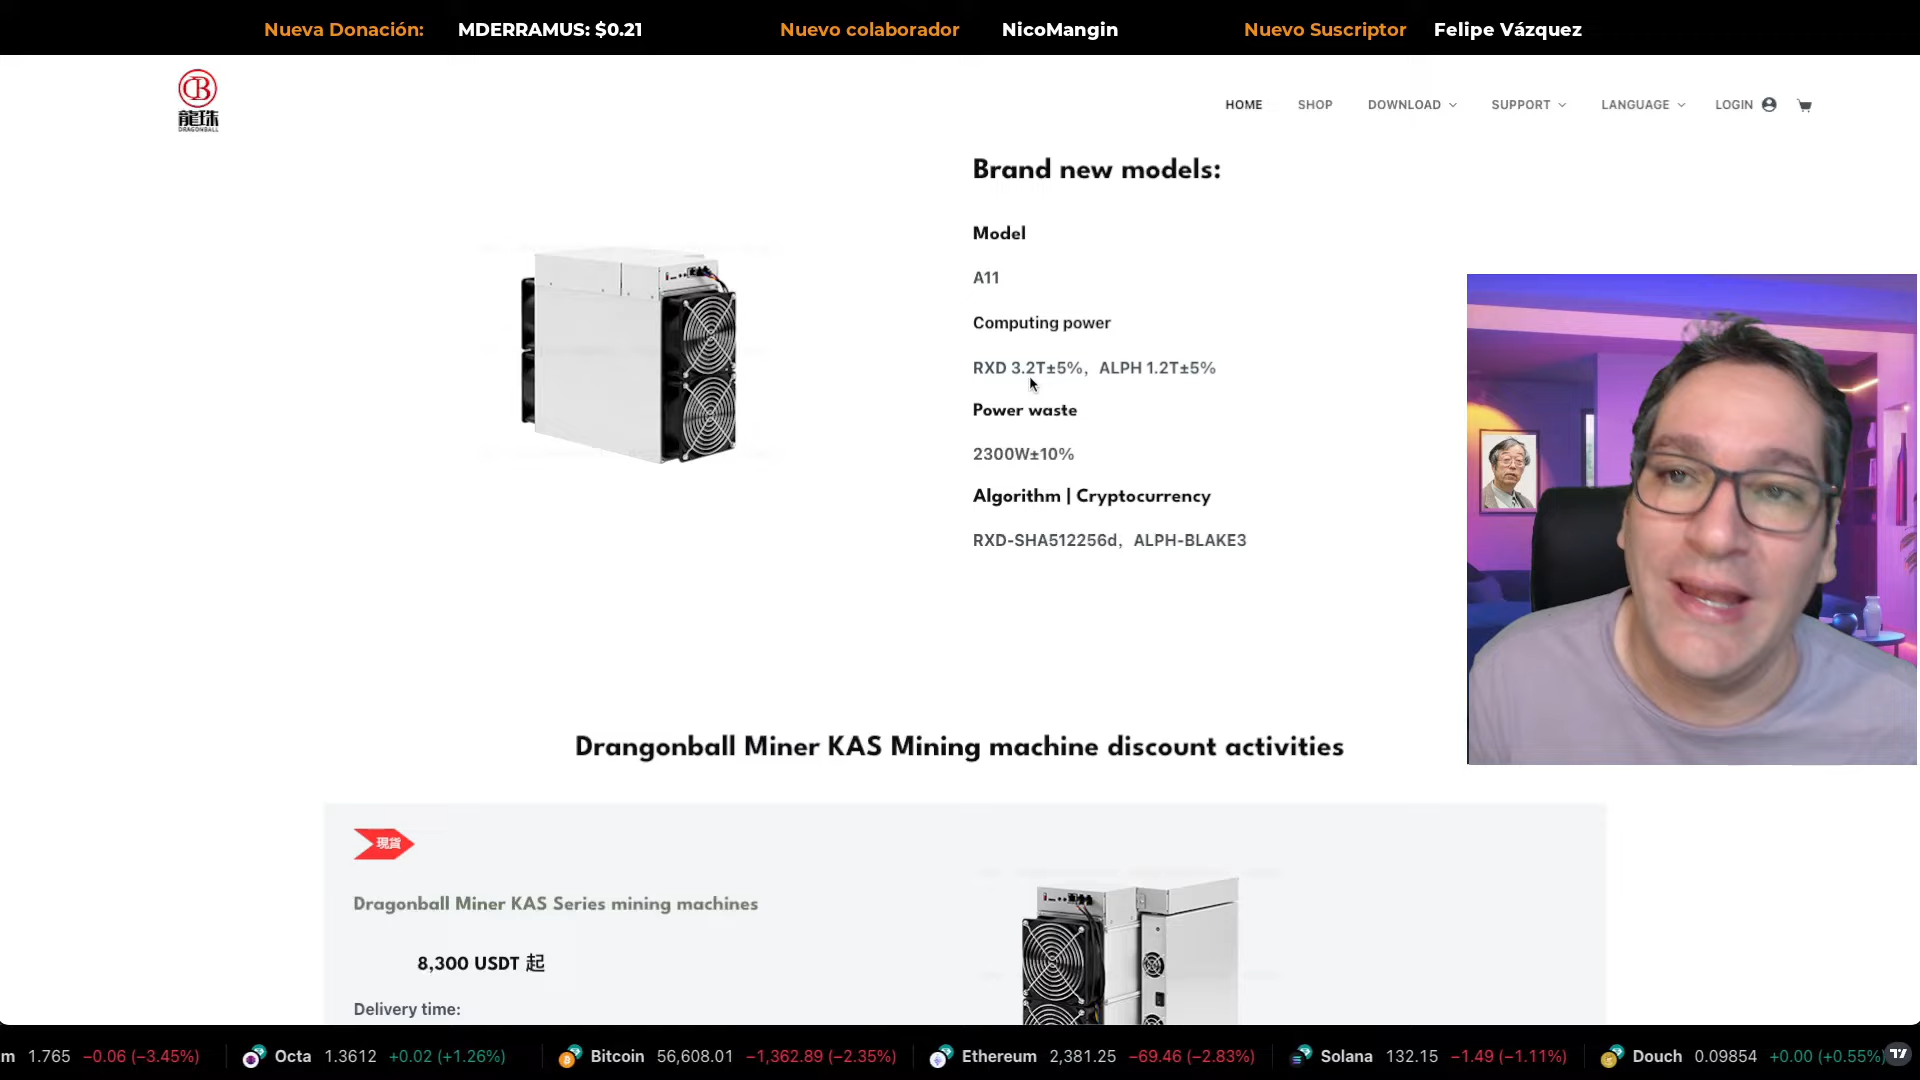 Nueva Donación: MDERRAMUS: $0.21 Nuevo colaborador NicoMangin Nuevo Suscriptor Felipe Vázquez
CB
龍珠
DRAGONBALL
HOME SHOP DOWNLOAD SUPPORT LANGUAGE LOGIN
Brand new models:
Model
A11
Computing power
RXD 3.2T±5%, ALPH 1.2T±5%
Power waste
2300W±10%
Algorithm | Cryptocurrency
RXD-SHA512256d, ALPH-BLAKE3
Drangonball Miner KAS Mining machine discount activities
現貨
Dragonball Miner KAS Series mining machines
8,300 USDT 起
Delivery time:
m 1.765 −0.06 (−3.45%) Octa 1.3612 +0.02 (+1.26%) Bitcoin 56,608.01 −1,362.89 (−2.35%) Ethereum 2,381.25 −69.46 (−2.83%) Solana 132.15 −1.49 (−1.11%) Douch 0.09854 +0.00 (+0.55%)